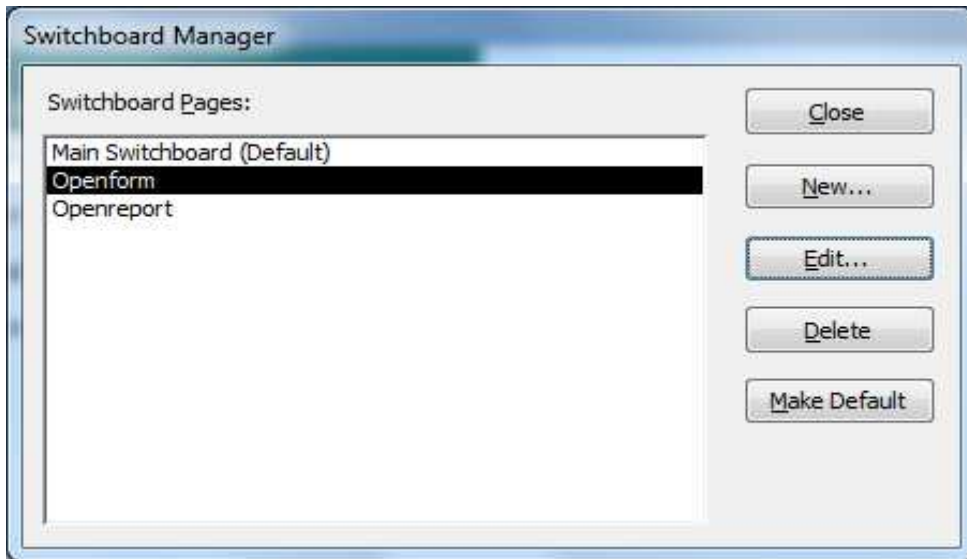 Switchboard Manager
Switchboard Pages:
Main Switchboard (Default)
Openform
Openreport
Close
New...
Edit...
Delete
Make Default